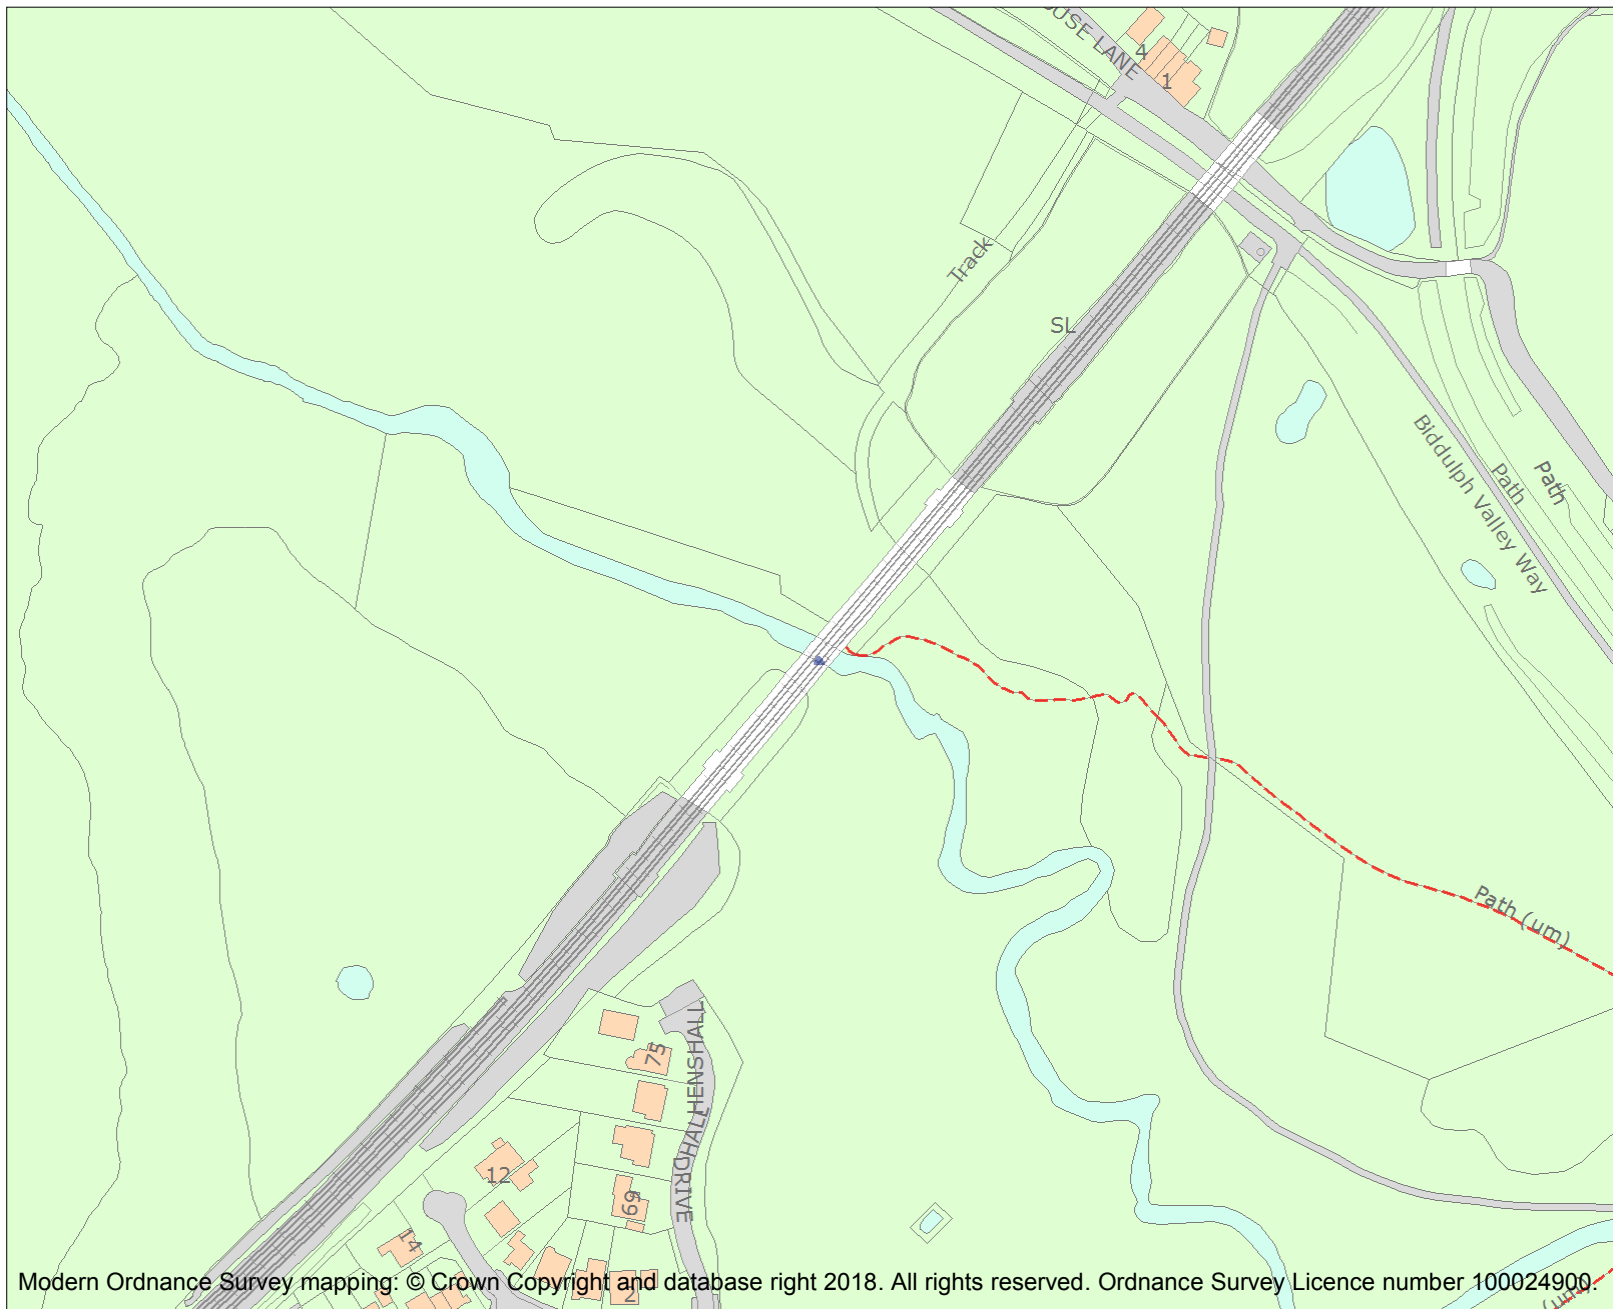 OUSE LANE
4
1
Track
SL
Biddulph Valley Way
Path
Path
Path (um)
HENSHALL
HALL
DRIVE
75
12
69
14
2
(um)
Modern Ordnance Survey mapping: © Crown Copyright and database right 2018. All rights reserved. Ordnance Survey Licence number 100024900.